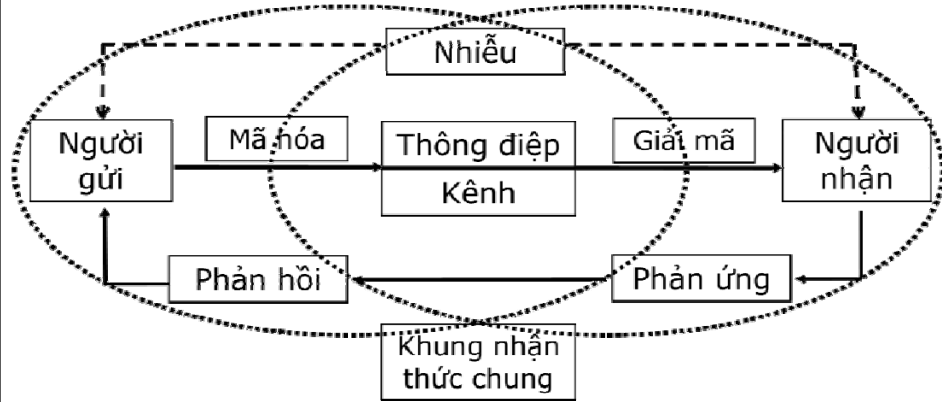 Nhiễu
Người
gửi
Mã hóa
Thông điệp
Kênh
Giải mã
Người
nhận
Phản hồi
Phản ứng
Khung nhận
thức chung